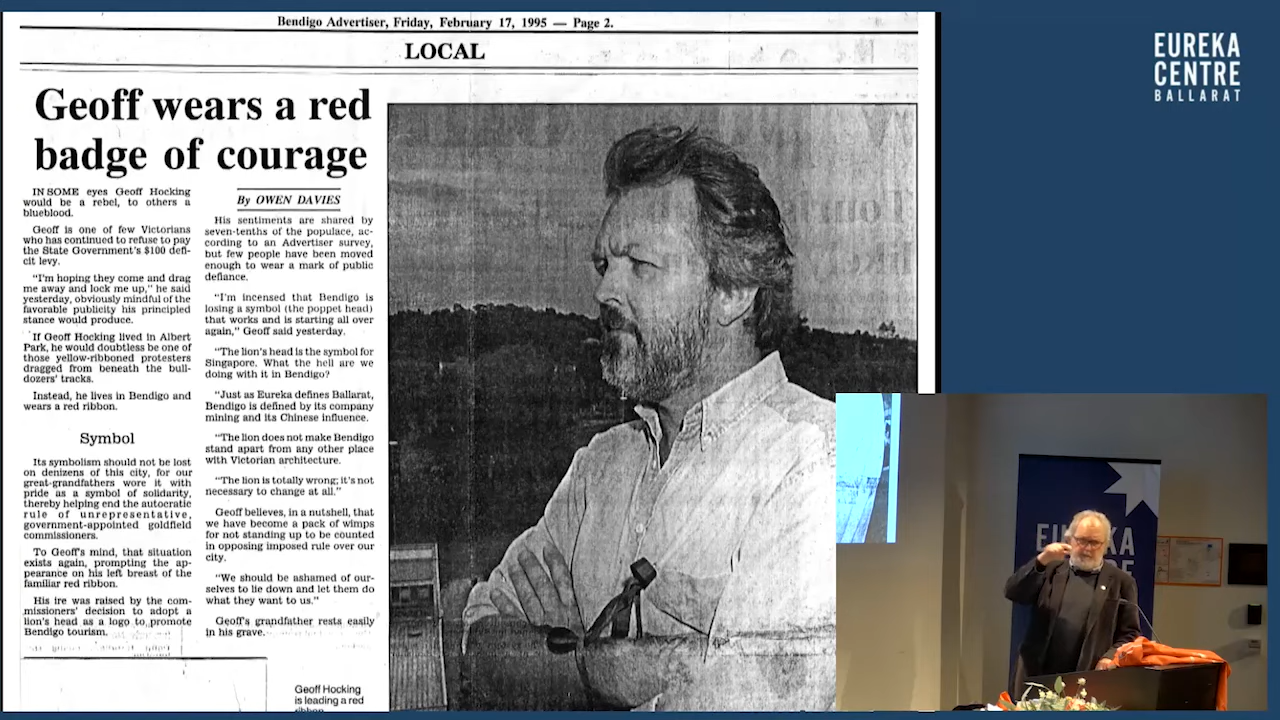 Bendigo Advertiser, Friday, February 17, 1995 — Page 2.
LOCAL
Geoff wears a red
badge of courage
IN SOME eyes Geoff Hocking
would be a rebel, to others a
blueblood.
Geoff is one of few Victorians
who has continued to refuse to pay
the State Government's $100 defi-
cit levy.
"I'm hoping they come and drag
me away and lock me up," he said
yesterday, obviously mindful of the
favorable publicity his principled
stance would produce.
If Geoff Hocking lived in Albert
Park, he would doubtless be one of
those yellow-ribboned protesters
dragged from beneath the bull-
dozers' tracks.
Instead, he lives in Bendigo and
wears a red ribbon.
Symbol
Its symbolism should not be lost
on denizens of this city, for our
great-grandfathers wore it with
pride as a symbol of solidarity,
thereby helping end the autocratic
rule of unrepresentative,
government-appointed goldfield
commissioners.
To Geoff's mind, that situation
exists again, prompting the ap-
pearance on his left breast of the
familiar red ribbon.
His ire was raised by the com-
missioners' decision to adopt a
lion's head as a logo to promote
Bendigo tourism.
By OWEN DAVIES
His sentiments are shared by
seven-tenths of the populace, ac-
cording to an Advertiser survey,
but few people have been moved
enough to wear a mark of public
defiance.
"I'm incensed that Bendigo is
losing a symbol (the poppet head)
that works and is starting all over
again," Geoff said yesterday.
"The lion's head is the symbol for
Singapore. What the hell are we
doing with it in Bendigo?
"Just as Eureka defines Ballarat,
Bendigo is defined by its company
mining and its Chinese influence.
"The lion does not make Bendigo
stand apart from any other place
with Victorian architecture.
"The lion is totally wrong; it's not
necessary to change at all."
Geoff believes, in a nutshell, that
we have become a pack of wimps
for not standing up to be counted
in opposing imposed rule over our
city.
"We should be ashamed of our-
selves to lie down and let them do
what they want to us."
Geoff's grandfather rests easily
in his grave.
Geoff Hocking
is leading a red
ribbon
EUREKA
CENTRE
BALLARAT
EUREKA
CENTRE